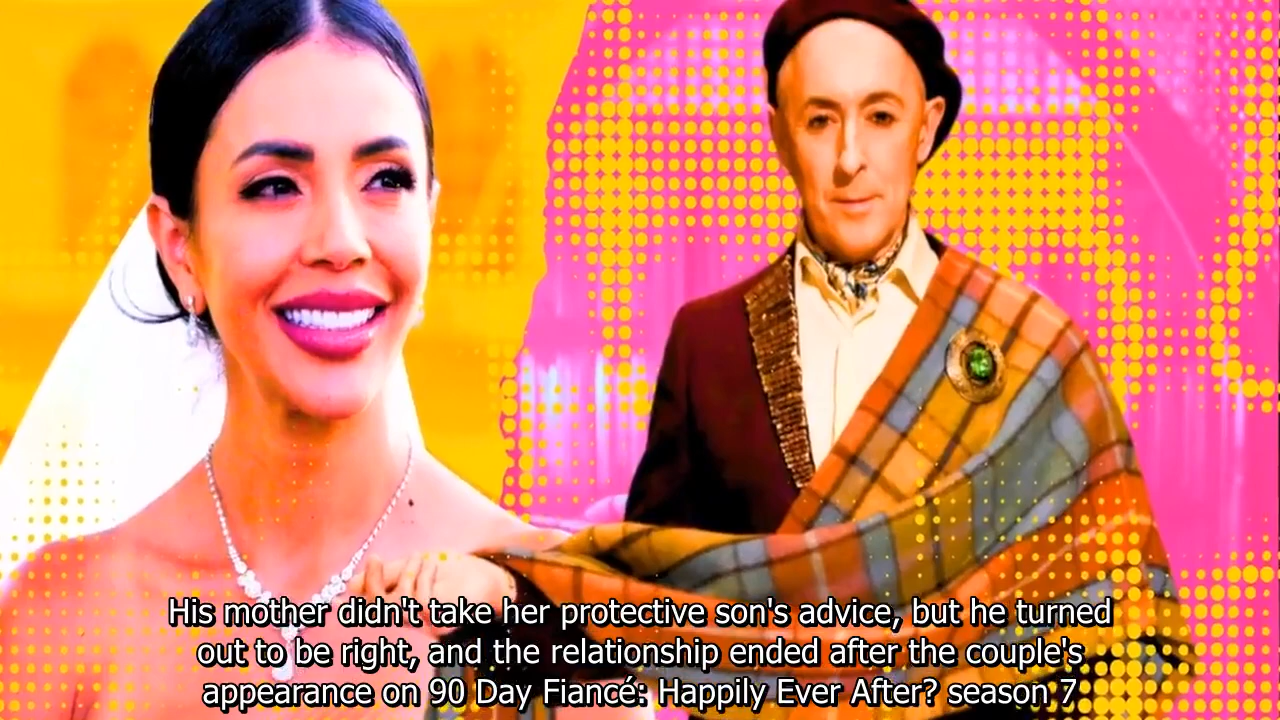 His mother didn't take her protective son's advice, but he turned
out to be right, and the relationship ended after the couple's
appearance on 90 Day Fiancé: Happily Ever After? season 7